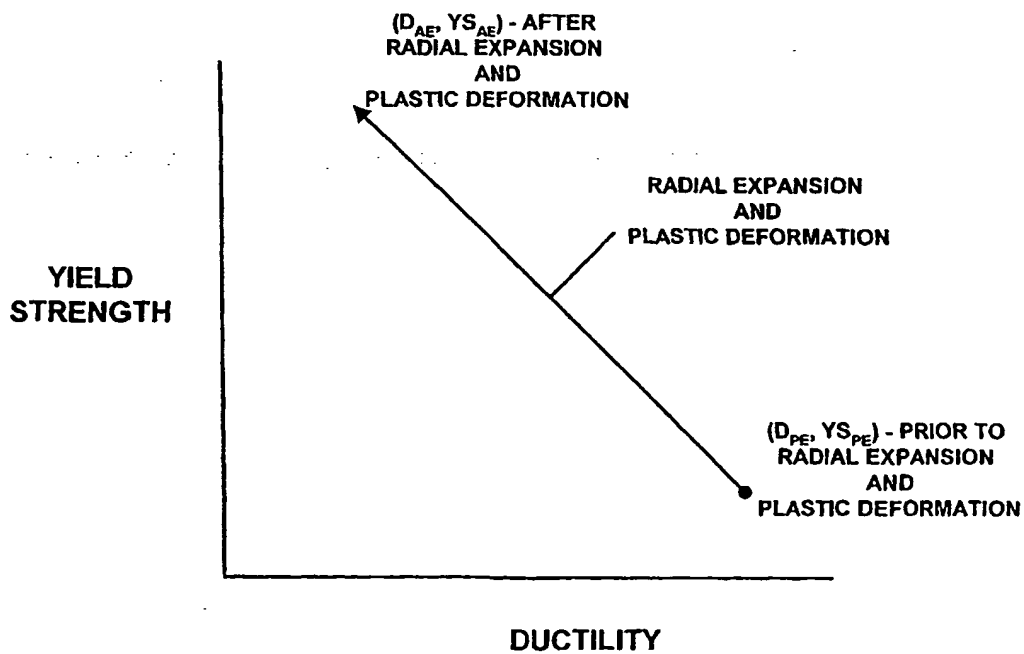 (D_AE, YS_AE) - AFTER
RADIAL EXPANSION
AND
PLASTIC DEFORMATION
RADIAL EXPANSION
AND
PLASTIC DEFORMATION
YIELD
STRENGTH
(D_PE, YS_PE) - PRIOR TO
RADIAL EXPANSION
AND
PLASTIC DEFORMATION
DUCTILITY